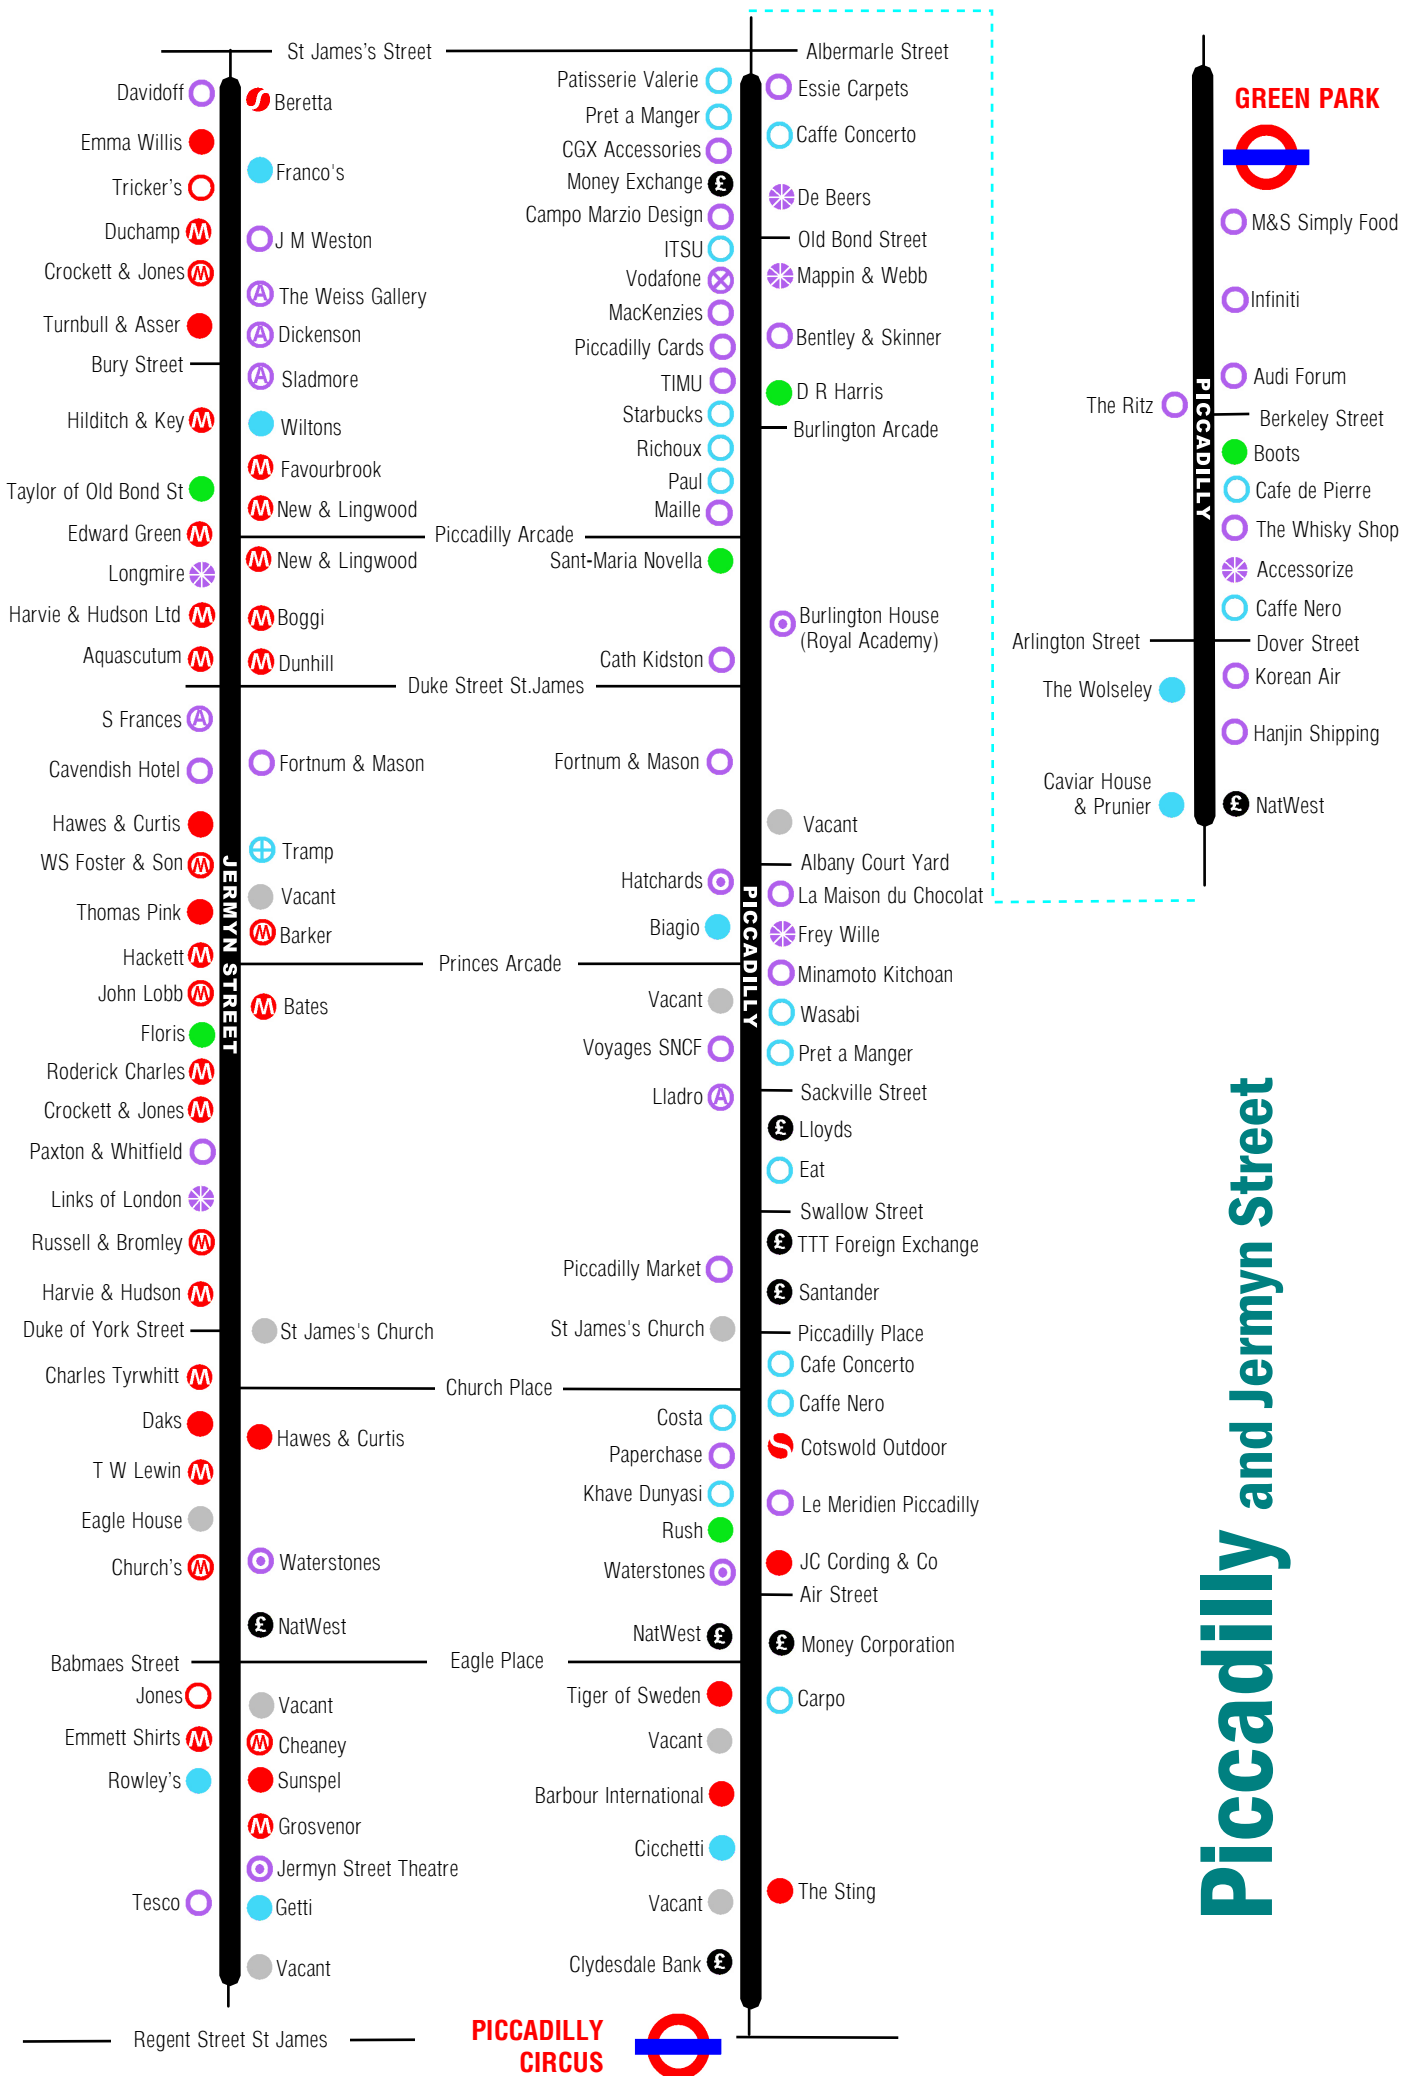 St James's Street
Davidoff
Beretta
Emma Willis
Franco's
Tricker's
Duchamp
J M Weston
Crockett & Jones
The Weiss Gallery
Turnbull & Asser
Dickenson
Bury Street
Sladmore
Hilditch & Key
Wiltons
Favourbrook
Taylor of Old Bond St
New & Lingwood
Edward Green
Piccadilly Arcade
New & Lingwood
Longmire
Harvie & Hudson Ltd
Boggi
Aquascutum
Dunhill
Duke Street St.James
S Frances
Cavendish Hotel
Fortnum & Mason
Hawes & Curtis
Tramp
WS Foster & Son
Vacant
Thomas Pink
Barker
Hackett
Princes Arcade
John Lobb
Bates
Floris
JERMYN STREET
Roderick Charles
Crockett & Jones
Paxton & Whitfield
Links of London
Russell & Bromley
Harvie & Hudson
Duke of York Street
St James's Church
Charles Tyrwhitt
Church Place
Daks
Hawes & Curtis
T W Lewin
Eagle House
Church's
Waterstones
NatWest
Babmaes Street
Eagle Place
Jones
Vacant
Emmett Shirts
Cheaney
Rowley's
Sunspel
Grosvenor
Jermyn Street Theatre
Tesco
Getti
Vacant
Regent Street St James
Albermarle Street
Patisserie Valerie
Essie Carpets
Pret a Manger
Caffe Concerto
CGX Accessories
Money Exchange
£
De Beers
Campo Marzio Design
Old Bond Street
ITSU
Mappin & Webb
Vodafone
MacKenzies
Bentley & Skinner
Piccadilly Cards
TIMU
D R Harris
Starbucks
Burlington Arcade
Richoux
Paul
Maille
Sant-Maria Novella
Burlington House
(Royal Academy)
Cath Kidston
Fortnum & Mason
Vacant
Albany Court Yard
Hatchards
La Maison du Chocolat
Biagio
Frey Wille
PICCADILLY
Minamoto Kitchoan
Vacant
Wasabi
Voyages SNCF
Pret a Manger
Lladro
Sackville Street
Lloyds
Eat
Swallow Street
TTT Foreign Exchange
Piccadilly Market
Santander
St James's Church
Piccadilly Place
Cafe Concerto
Caffe Nero
Costa
Cotswold Outdoor
Paperchase
Khave Dunyasi
Le Meridien Piccadilly
Rush
Waterstones
JC Cording & Co
Air Street
NatWest
Money Corporation
Tiger of Sweden
Carpo
Vacant
Barbour International
Cicchetti
The Sting
Vacant
Clydesdale Bank
PICCADILLY
CIRCUS
GREEN PARK
M&S Simply Food
Infiniti
Audi Forum
The Ritz
PICCADILLY
Berkeley Street
Boots
Cafe de Pierre
The Whisky Shop
Accessorize
Caffe Nero
Arlington Street
Dover Street
Korean Air
The Wolseley
Hanjin Shipping
Caviar House
& Prunier
NatWest
Piccadilly and Jermyn Street